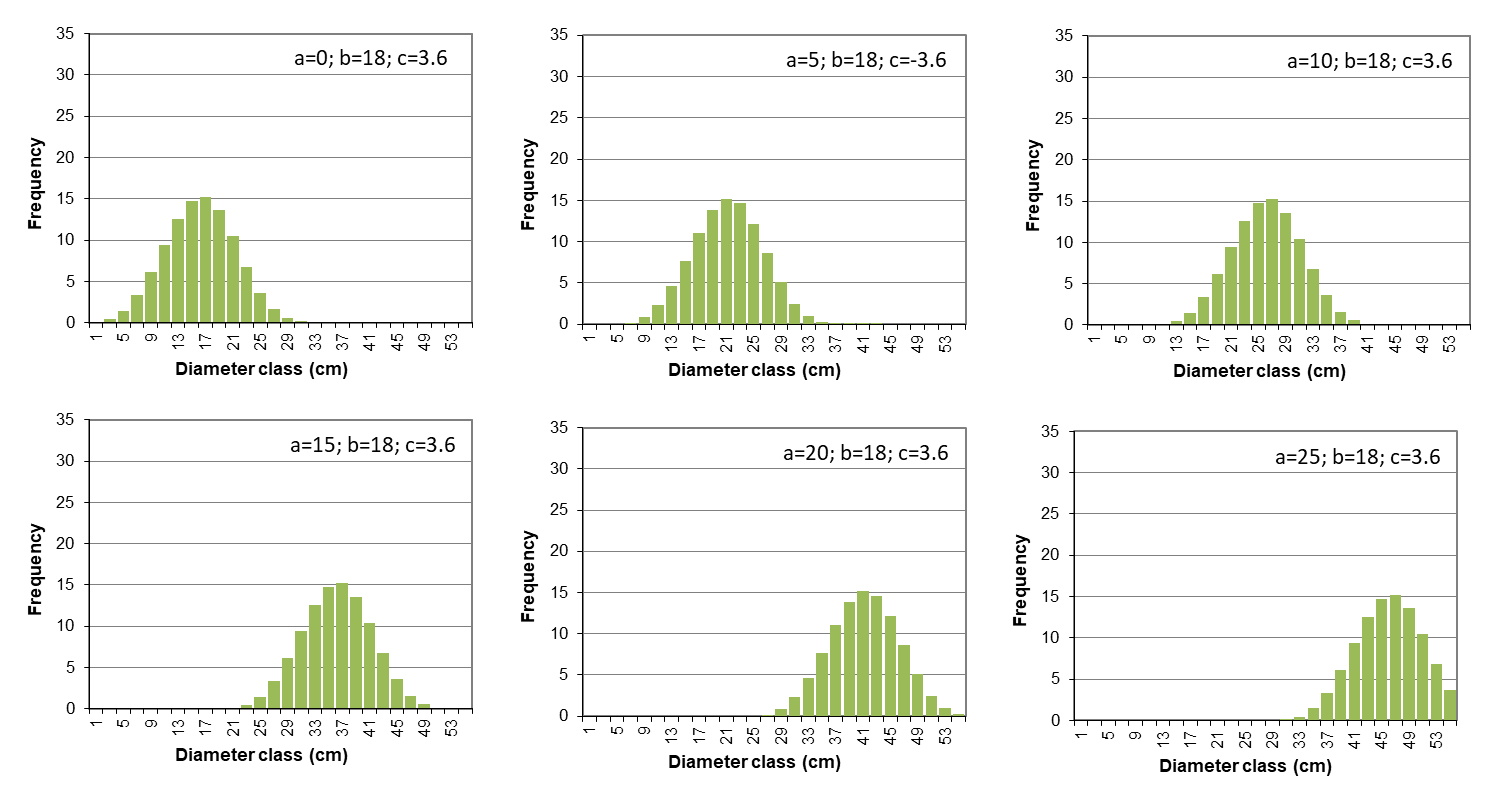 a=0; b=18; c=3.6
Frequency
35
30
25
20
15
10
5
0
1 5 9 13 17 21 25 29 33 37 41 45 49 53
Diameter class (cm)
a=5; b=18; c=-3.6
Frequency
35
30
25
20
15
10
5
0
1 5 9 13 17 21 25 29 33 37 41 45 49 53
Diameter class (cm)
a=10; b=18; c=3.6
Frequency
35
30
25
20
15
10
5
0
1 5 9 13 17 21 25 29 33 37 41 45 49 53
Diameter class (cm)
a=15; b=18; c=3.6
Frequency
35
30
25
20
15
10
5
0
1 5 9 13 17 21 25 29 33 37 41 45 49 53
Diameter class (cm)
a=20; b=18; c=3.6
Frequency
35
30
25
20
15
10
5
0
1 5 9 13 17 21 25 29 33 37 41 45 49 53
Diameter class (cm)
a=25; b=18; c=3.6
Frequency
35
30
25
20
15
10
5
0
1 5 9 13 17 21 25 29 33 37 41 45 49 53
Diameter class (cm)